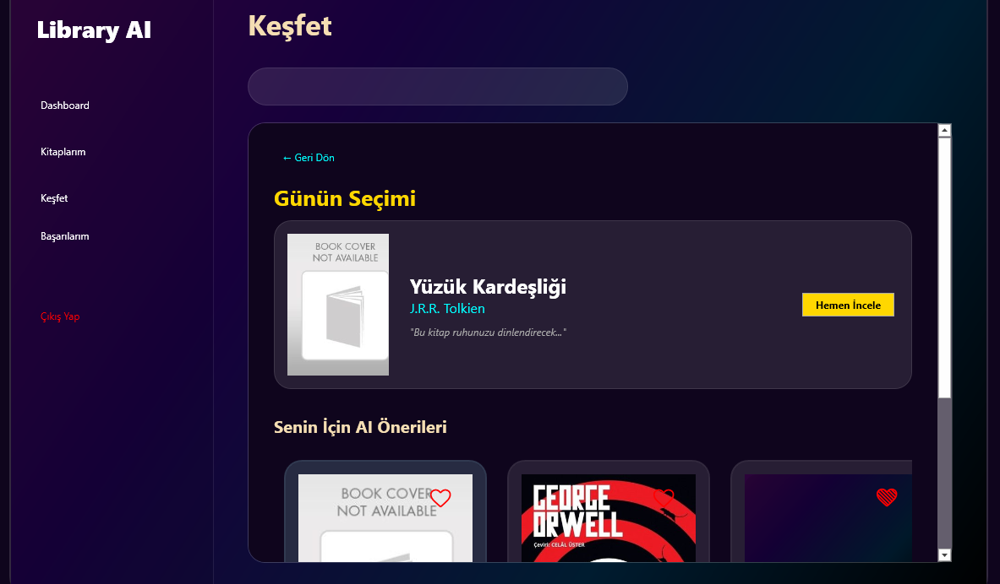 Library AI
Dashboard
Kitaplarım
Keşfet
Başarılarım
Çıkış Yap
Keşfet
← Geri Dön
Günün Seçimi
BOOK COVER
NOT AVAILABLE
Yüzük Kardeşliği
J.R.R. Tolkien
"Bu kitap ruhunuzu dinlendirecek..."
Hemen İncele
Senin İçin AI Önerileri
BOOK COVER
NOT AVAILABLE
GEORGE
ORWELL
Çeviri: CELÂL ÜSTER